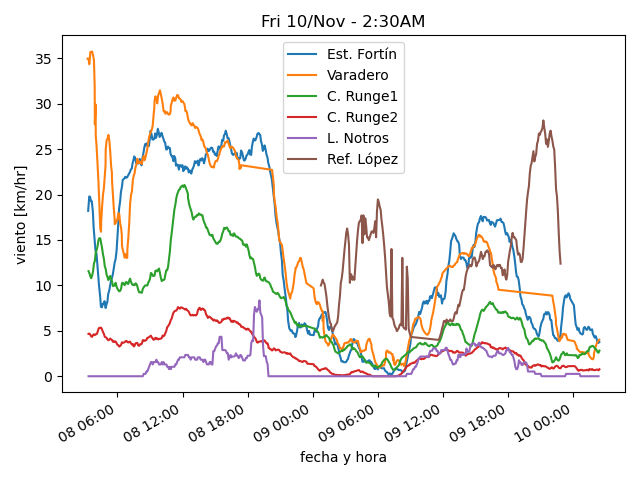 Fri 10/Nov - 2:30AM
Est. Fortín
Varadero
C. Runge1
C. Runge2
L. Notros
Ref. López
viento [km/hr]
35
30
25
20
15
10
5
0
08 06:00
08 12:00
08 18:00
09 00:00
09 06:00
09 12:00
09 18:00
10 00:00
fecha y hora